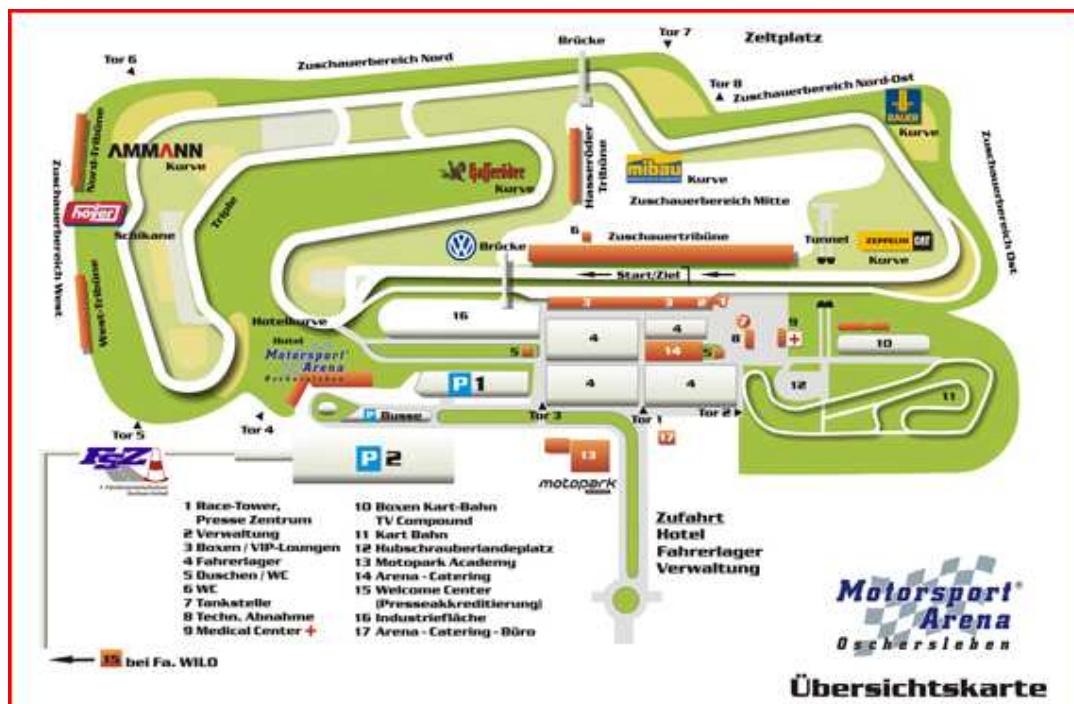 Tor 7
Zeltplatz
Brücke
Tor 6
Zuschauerbereich Nord
Tor 8
Zuschauerbereich Nord-Ost
BAUER
Kurve
Nord-Tribüne
AMMANN
Kurve
Hasseröder
Kurve
Hasseröder
Tribüne
mibau
Kurve
Zuschauerbereich Mitte
Zuschauerbereich West
hoyer
Schikane
Triple
6
Zuschauertribüne
Brücke
Tunnel
ZEPPELIN CAT
Kurve
Zuschauerbereich Ost
Start/Ziel
West-Tribüne
3
3
2
1
16
4
4
7
8
9
10
Hotelkurve
Hotel
Motorsport
Arena
Oschersleben
5
14
5
P 1
4
4
12
11
P Busse
Tor 3
Tor 1
Tor 2
17
Tor 5
Tor 4
FSZ
P 2
13
motopark
1 Race-Tower,
Presse Zentrum
2 Verwaltung
3 Boxen / VIP-Loungen
4 Fahrerlager
5 Duschen / WC
6 WC
7 Tankstelle
8 Techn. Abnahme
9 Medical Center +
10 Boxen Kart-Bahn
TV Compound
11 Kart Bahn
12 Hubschrauberlandeplatz
13 Motopark Academy
14 Arena - Catering
15 Welcome Center
(Presseakkreditierung)
16 Industriefläche
17 Arena - Catering - Büro
Zufahrt
Hotel
Fahrerlager
Verwaltung
15 bei Fa. WILO
Motorsport®
Arena
Oschersleben
Übersichtskarte